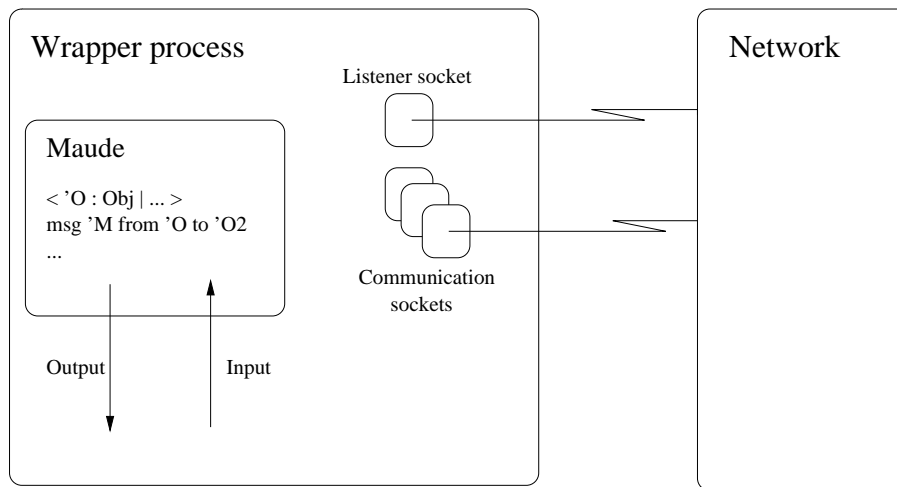 Wrapper process
Network
Listener socket
Maude
< ’O : Obj | ... >
msg ’M from ’O to ’O2
...
Communication
sockets
Output
Input